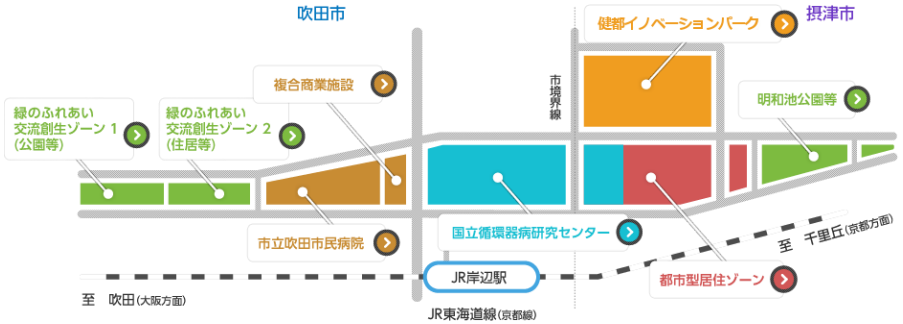 吹田市
摂津市
健都イノベーションパーク
複合商業施設
市境界線
明和池公園等
緑のふれあい
交流創生ゾーン 1
(公園等)
緑のふれあい
交流創生ゾーン 2
(住居等)
市立吹田市民病院
国立循環器病研究センター
至 千里丘(京都方面)
都市型居住ゾーン
JR岸辺駅
至 吹田(大阪方面)
JR東海道線(京都線)